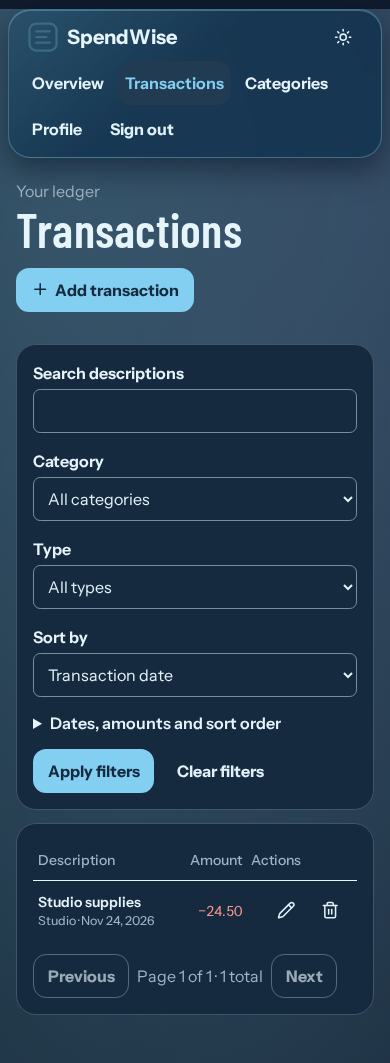 SpendWise
Overview Transactions Categories
Profile Sign out
Your ledger
Transactions
+ Add transaction
Search descriptions
Category
All categories
Type
All types
Sort by
Transaction date
Dates, amounts and sort order
Apply filters Clear filters
Description Amount Actions
Studio supplies
Studio · Nov 24, 2026
−24.50
Previous Page 1 of 1 · 1 total Next